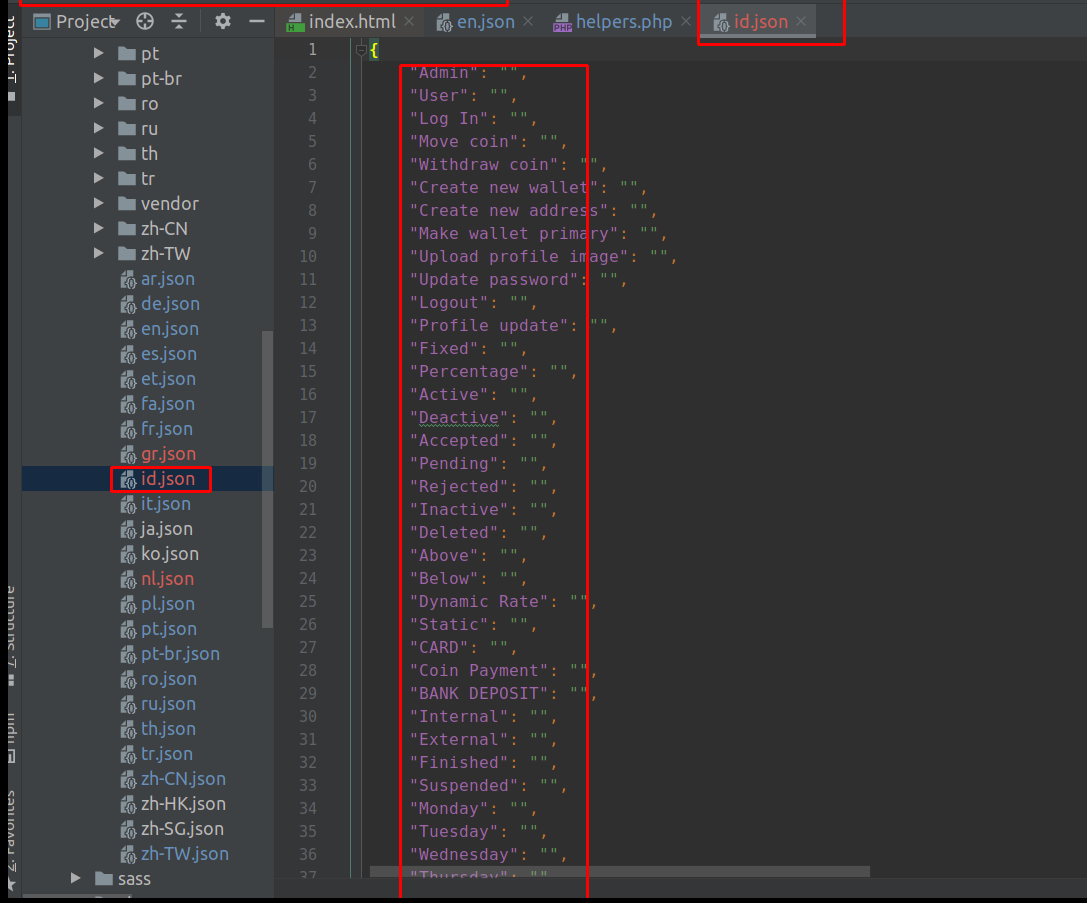 1: Project
Project
index.html
en.json
PHP
helpers.php
id.json
pt
pt-br
ro
ru
th
tr
vendor
zh-CN
zh-TW
ar.json
de.json
en.json
es.json
et.json
fa.json
fr.json
gr.json
id.json
it.json
ja.json
ko.json
nl.json
pl.json
pt.json
pt-br.json
ro.json
ru.json
th.json
tr.json
zh-CN.json
zh-HK.json
zh-SG.json
zh-TW.json
sass
7: Structure
npm
2: Favorites
1 {
2 "Admin": "",
3 "User": "",
4 "Log In": "",
5 "Move coin": "",
6 "Withdraw coin": "",
7 "Create new wallet": "",
8 "Create new address": "",
9 "Make wallet primary": "",
10 "Upload profile image": "",
11 "Update password": "",
12 "Logout": "",
13 "Profile update": "",
14 "Fixed": "",
15 "Percentage": "",
16 "Active": "",
17 "Deactive": "",
18 "Accepted": "",
19 "Pending": "",
20 "Rejected": "",
21 "Inactive": "",
22 "Deleted": "",
23 "Above": "",
24 "Below": "",
25 "Dynamic Rate": "",
26 "Static": "",
27 "CARD": "",
28 "Coin Payment": "",
29 "BANK DEPOSIT": "",
30 "Internal": "",
31 "External": "",
32 "Finished": "",
33 "Suspended": "",
34 "Monday": "",
35 "Tuesday": "",
36 "Wednesday": "",
37 "Thursday": ""